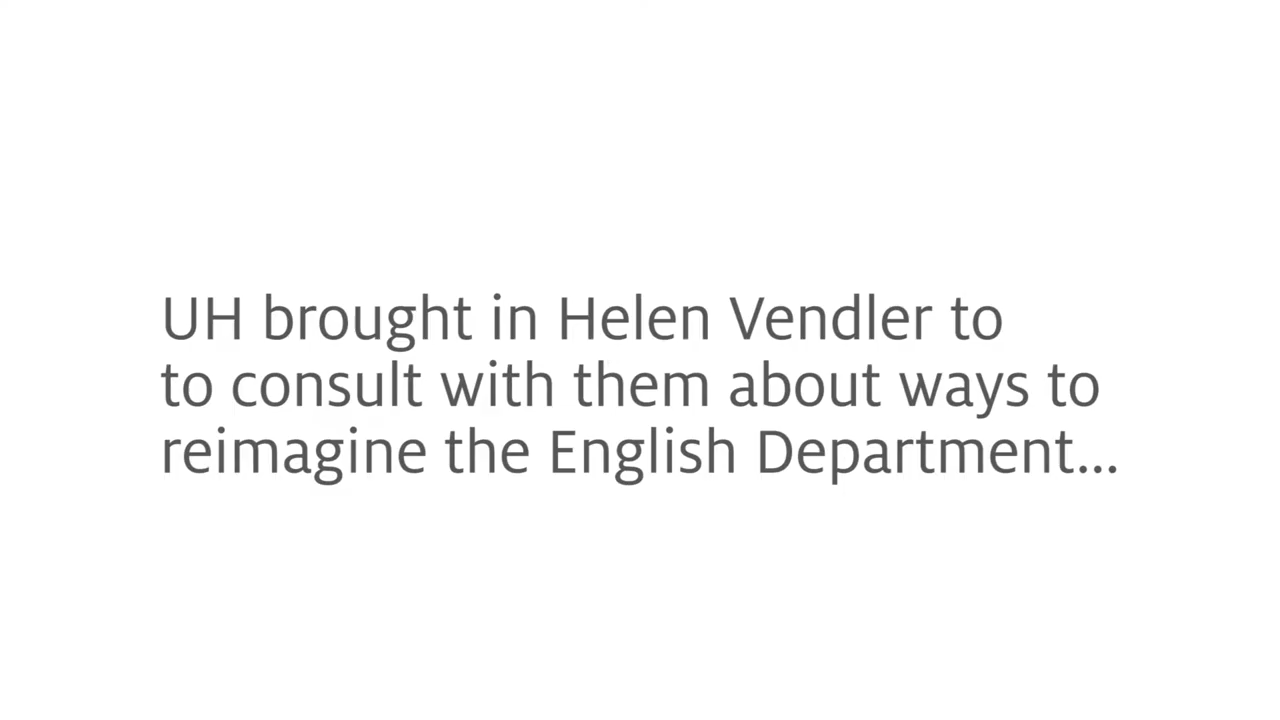 UH brought in Helen Vendler to
to consult with them about ways to
reimagine the English Department...